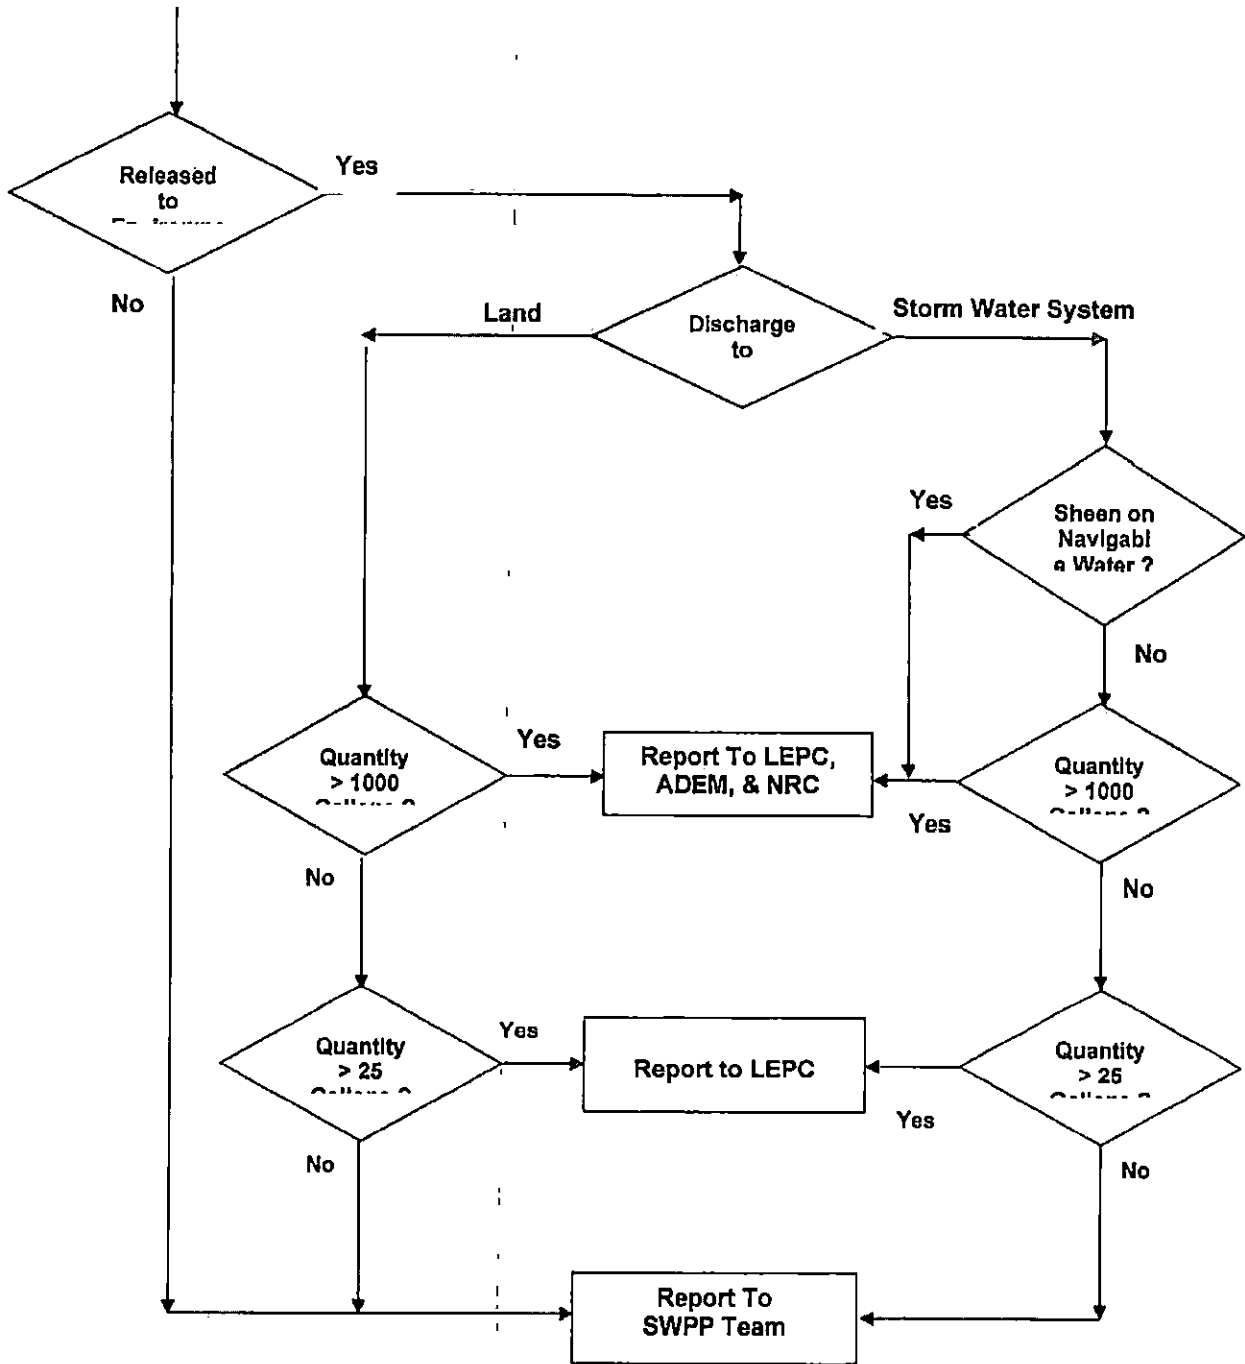 Yes
Released
to
No
Land
Storm Water System
Discharge
to
Yes
Sheen on
Navigabl
e Water ?
No
Quantity
> 1000
Yes
Report To LEPC,
ADEM, & NRC
Quantity
> 1000
Yes
No
No
Quantity
> 25
Yes
Report to LEPC
Quantity
> 25
Yes
No
No
Report To
SWPP Team